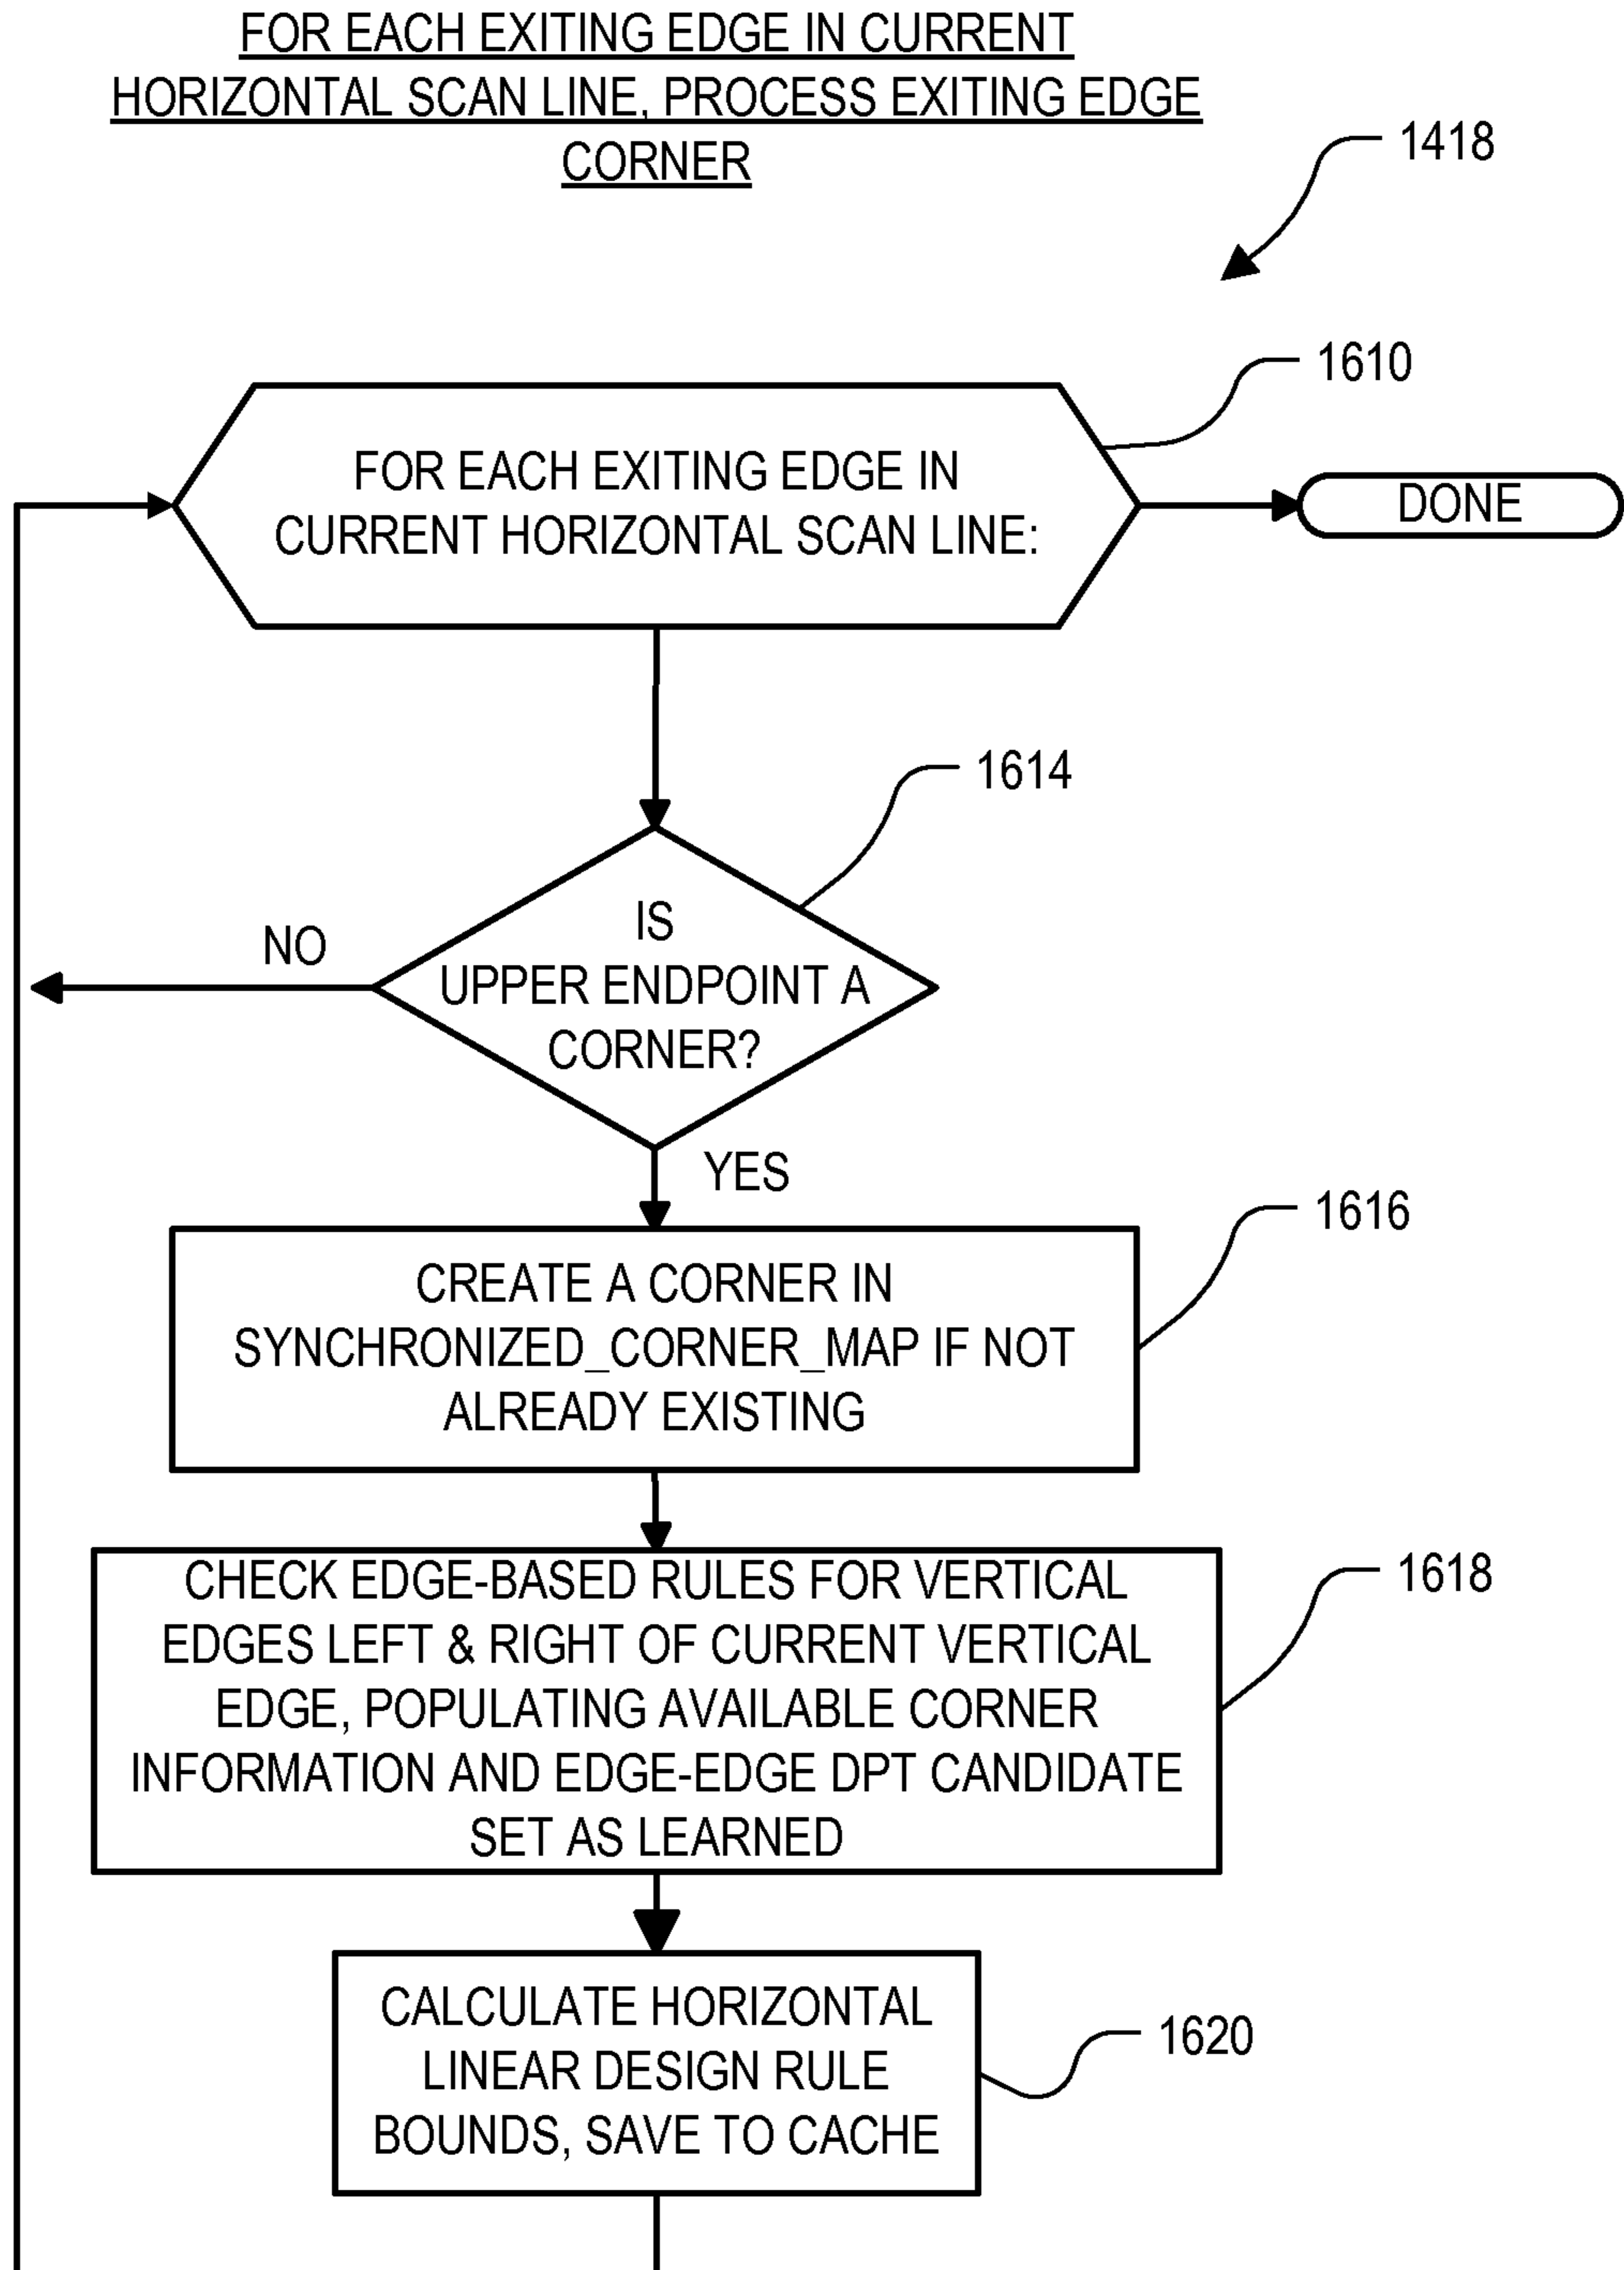 FOR EACH EXITING EDGE IN CURRENT
HORIZONTAL SCAN LINE, PROCESS EXITING EDGE
CORNER
1418
1610
FOR EACH EXITING EDGE IN
CURRENT HORIZONTAL SCAN LINE:
DONE
1614
IS
UPPER ENDPOINT A
CORNER?
NO
YES
1616
CREATE A CORNER IN
SYNCHRONIZED_CORNER_MAP IF NOT
ALREADY EXISTING
1618
CHECK EDGE-BASED RULES FOR VERTICAL
EDGES LEFT & RIGHT OF CURRENT VERTICAL
EDGE, POPULATING AVAILABLE CORNER
INFORMATION AND EDGE-EDGE DPT CANDIDATE
SET AS LEARNED
CALCULATE HORIZONTAL
LINEAR DESIGN RULE
BOUNDS, SAVE TO CACHE
1620